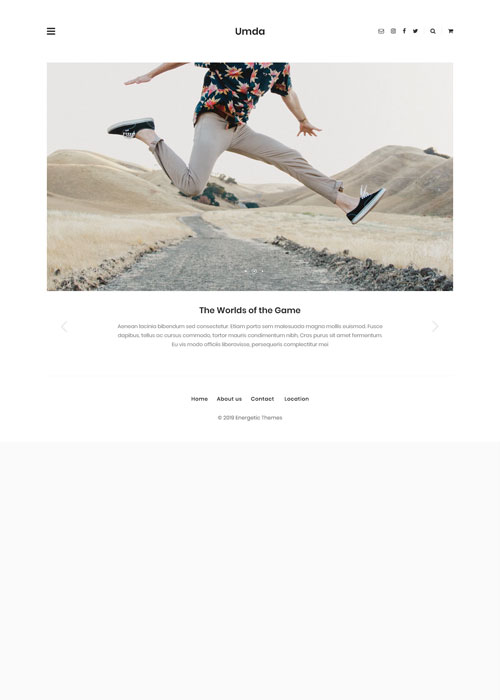 Umda
The Worlds of the Game
Aenean lacinia bibendum sed consectetur. Etiam porta sem malesuada magna mollis euismod. Fusce
dapibus, tellus ac cursus commodo, tortor mauris condimentum nibh. Cras purus sit amet fermentum
Eu vis modo officiis liberavisse, persequeris complectitur mei
Home About us Contact Location
© 2019 Energetic Themes